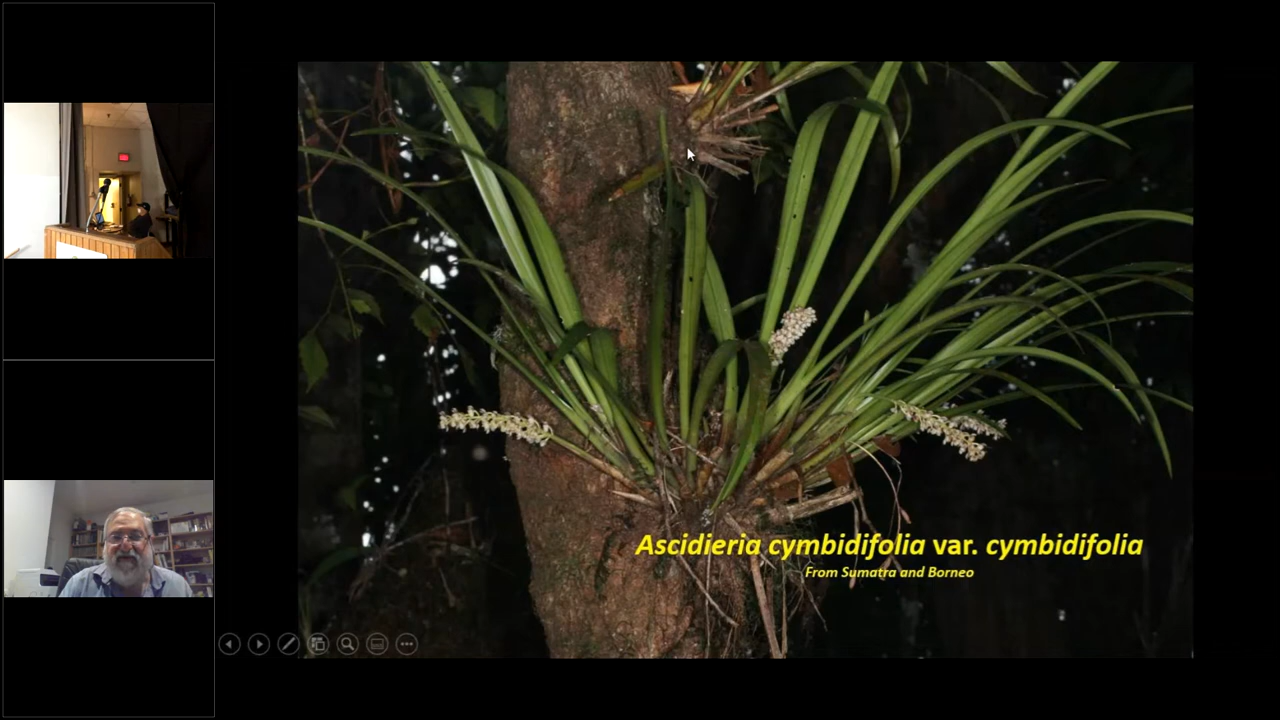 Ascidieria cymbidifolia var. cymbidifolia
From Sumatra and Borneo